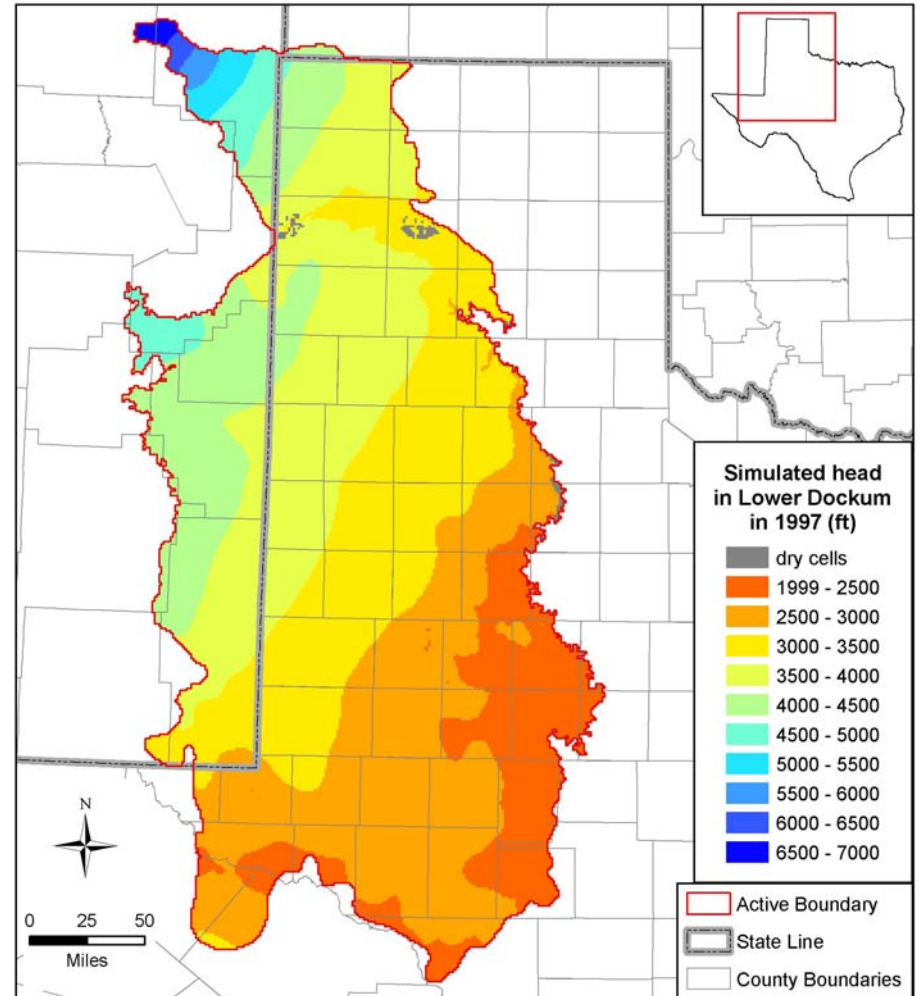 Simulated head
in Lower Dockum
in 1997 (ft)
dry cells
1999 - 2500
2500 - 3000
3000 - 3500
3500 - 4000
4000 - 4500
4500 - 5000
5000 - 5500
5500 - 6000
6000 - 6500
6500 - 7000
N
0 25 50
Miles
Active Boundary
State Line
County Boundaries